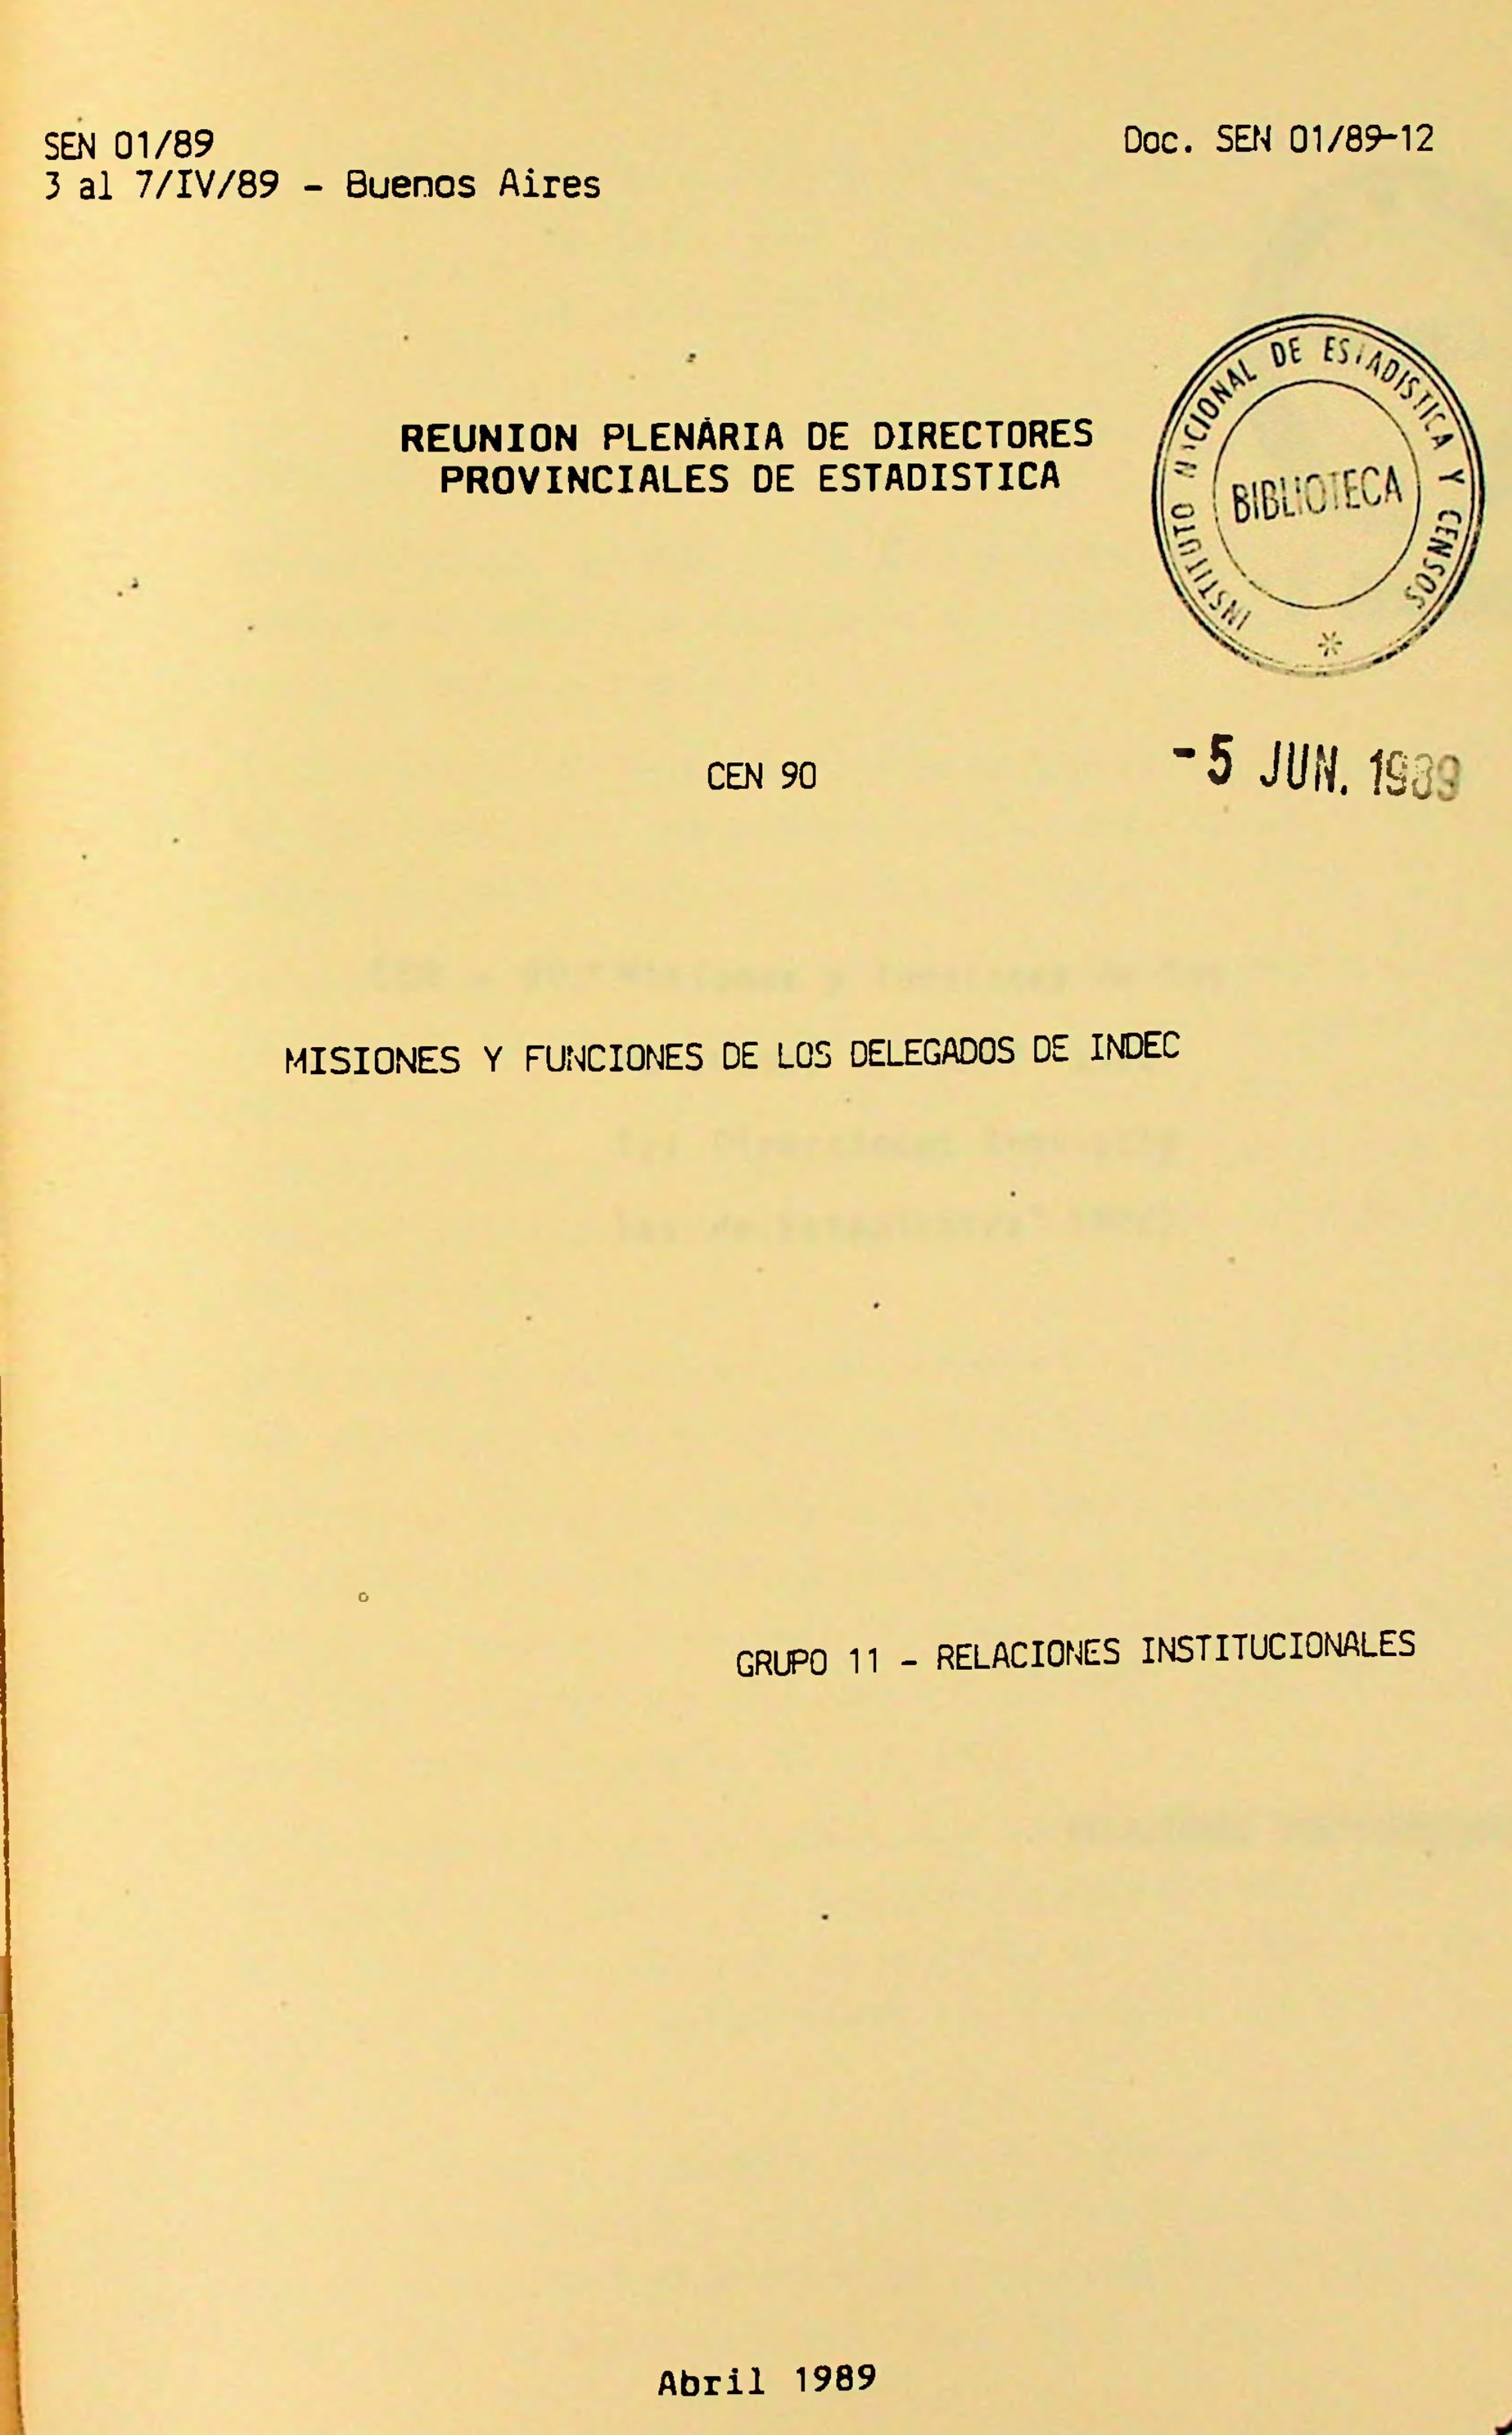 SEN 01/89
3 al 7/IV/89 - Buenos Aires
Doc. SEN 01/89-12
REUNION PLENARIA DE DIRECTORES
PROVINCIALES DE ESTADISTICA
INSTITUTO NACIONAL DE ESTADISTICA Y CENSOS
BIBLIOTECA
CEN 90
-5 JUN. 1989
MISIONES Y FUNCIONES DE LOS DELEGADOS DE INDEC
GRUPO 11 - RELACIONES INSTITUCIONALES
Abril 1989